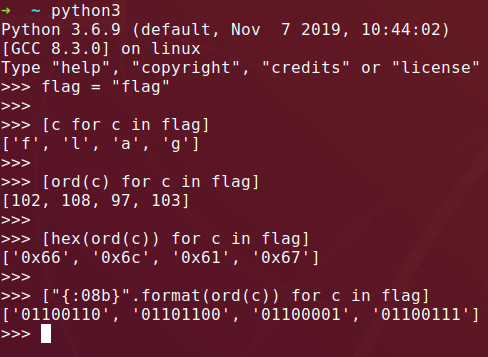 ➜  ~ python3
Python 3.6.9 (default, Nov  7 2019, 10:44:02)
[GCC 8.3.0] on linux
Type "help", "copyright", "credits" or "license"
>>> flag = "flag"
>>>
>>> [c for c in flag]
['f', 'l', 'a', 'g']
>>>
>>> [ord(c) for c in flag]
[102, 108, 97, 103]
>>>
>>> [hex(ord(c)) for c in flag]
['0x66', '0x6c', '0x61', '0x67']
>>>
>>> ["{:08b}".format(ord(c)) for c in flag]
['01100110', '01101100', '01100001', '01100111']
>>>